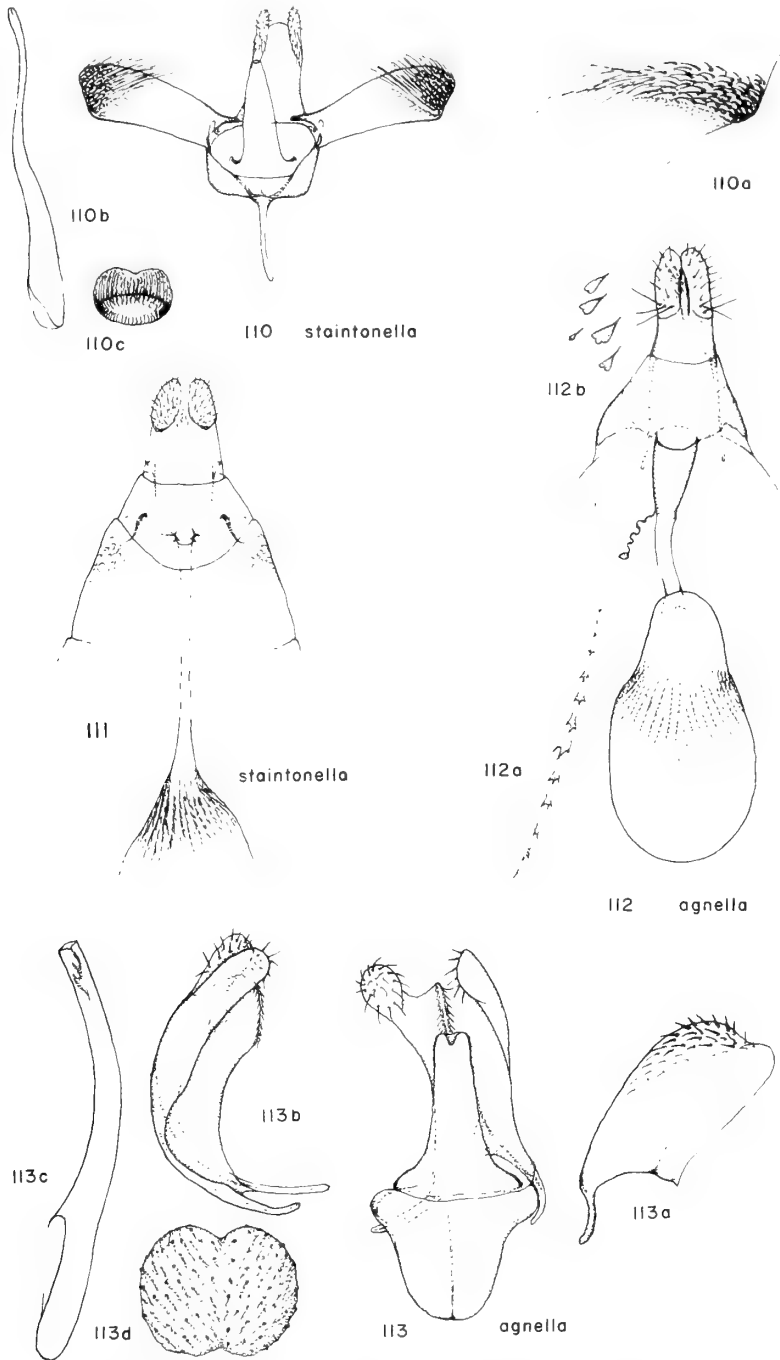 110a
110b
110c
110 staintonella
112b
111
staintonella
112a
112 agnella
113c
113b
113a
113d
113 agnella